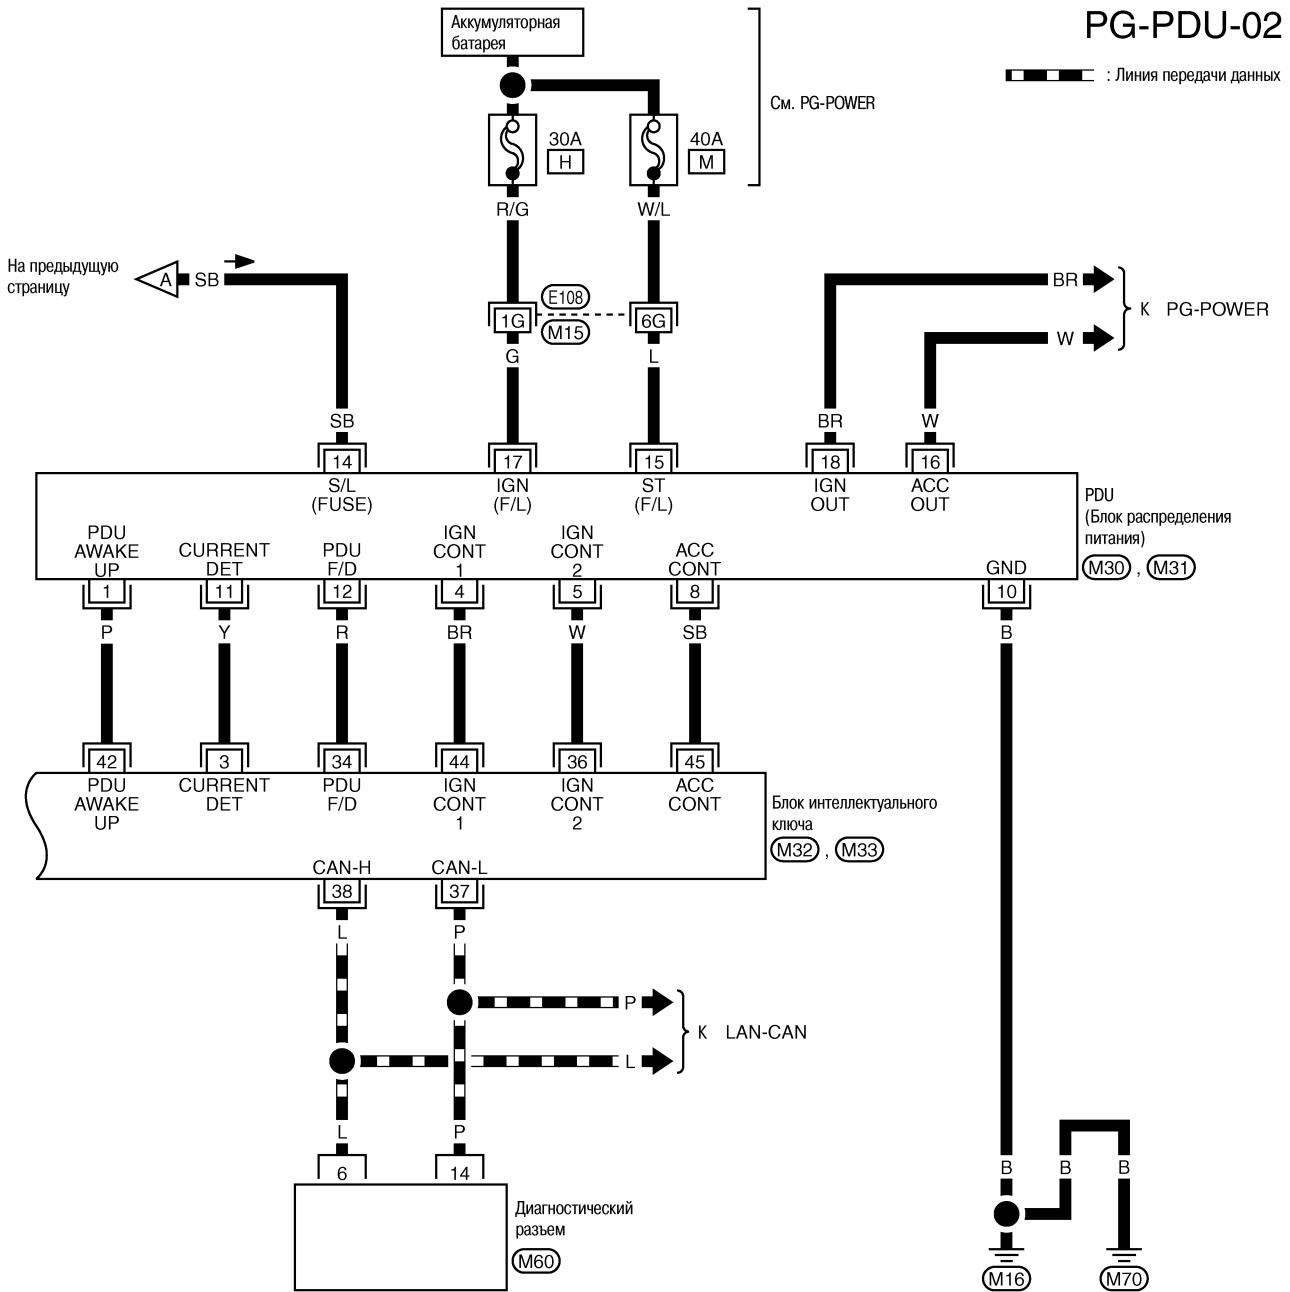 PG-PDU-02
Аккумуляторная
батарея
: Линия передачи данных
См. PG-POWER
30A
H
40A
M
R/G
W/L
На предыдущую
страницу
A
SB
BR
К PG-POWER
W
E108
M15
1G
6G
G
L
SB
BR
W
14
17
15
18
16
S/L
(FUSE)
IGN
(F/L)
ST
(F/L)
IGN
OUT
ACC
OUT
PDU
(Блок распределения
питания)
M30 , M31
PDU
AWAKE
UP
CURRENT
DET
PDU
F/D
IGN
CONT
1
IGN
CONT
2
ACC
CONT
GND
1
11
12
4
5
8
10
P
Y
R
BR
W
SB
B
42
3
34
44
36
45
PDU
AWAKE
UP
CURRENT
DET
PDU
F/D
IGN
CONT
1
IGN
CONT
2
ACC
CONT
Блок интеллектуального
ключа
M32 , M33
CAN-H
CAN-L
38
37
L
P
P
К LAN-CAN
L
L
P
6
14
Диагностический
разъем
M60
B
B
B
M16
M70